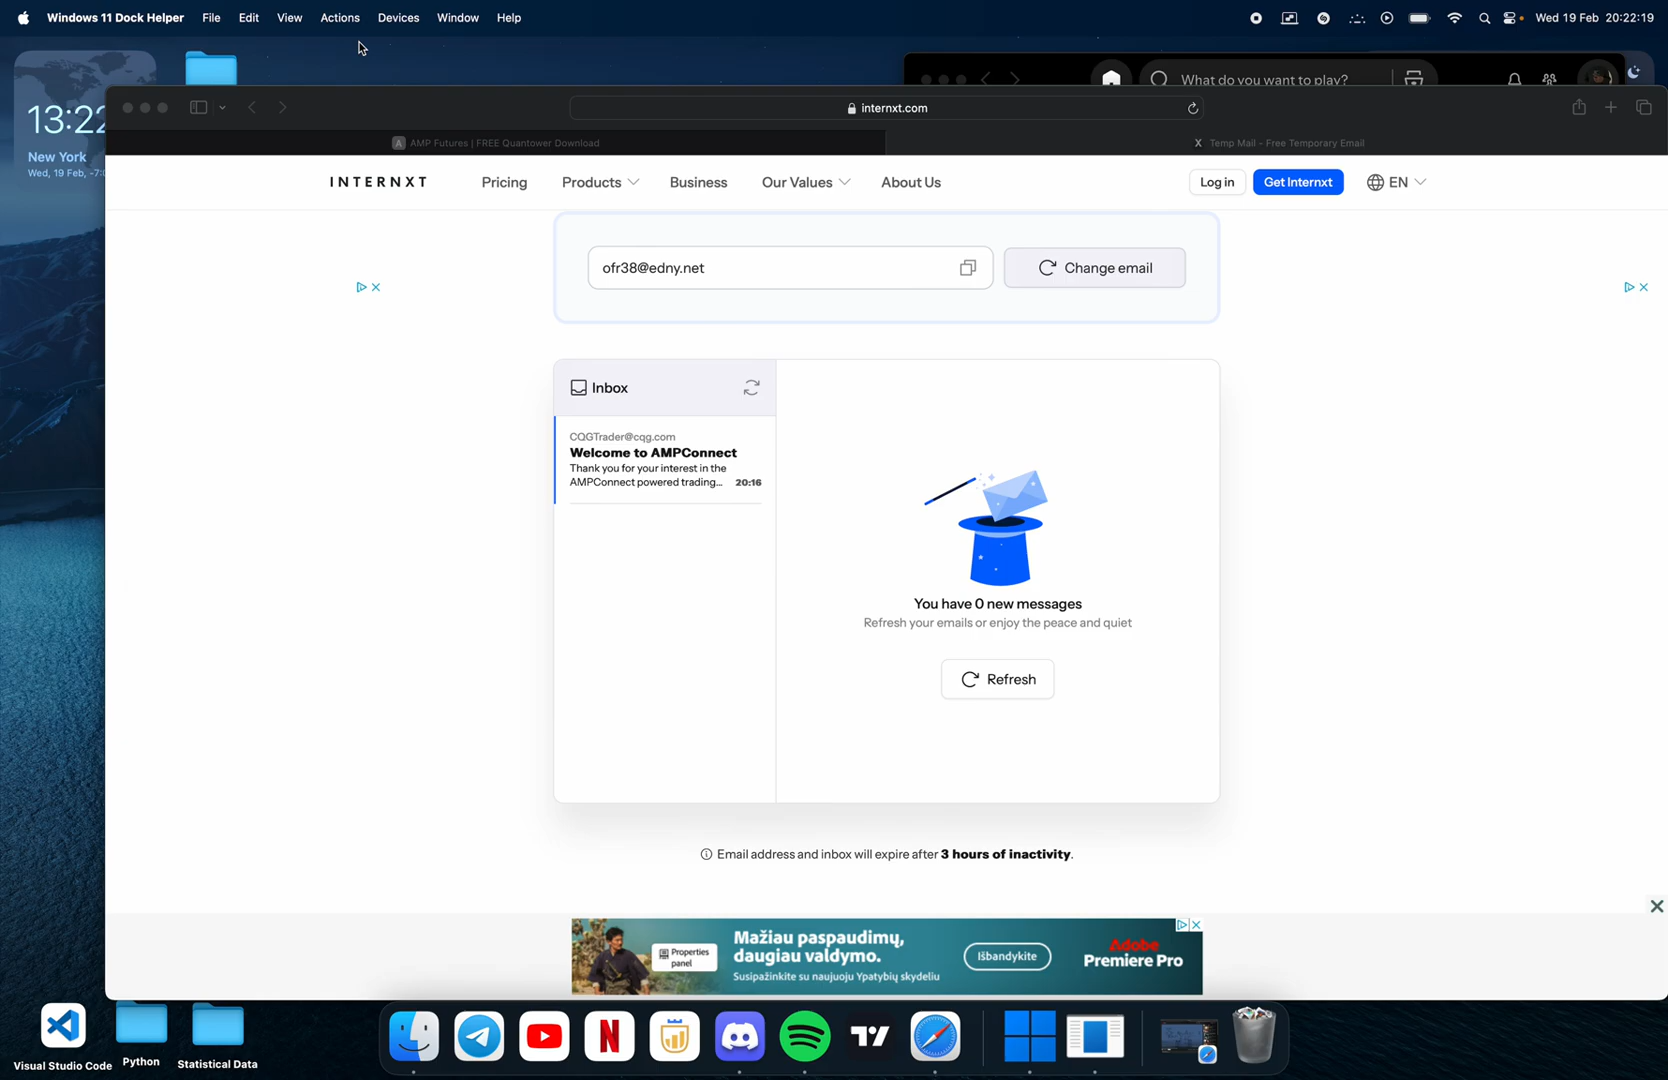 Windows 11 Dock Helper File Edit View Actions Devices Window Help
Wed 19 Feb 20:22:19
What do you want to play?
13:22
New York
Wed, 19 Feb, -7:0
internxt.com
AMP Futures | FREE Quantower Download
Temp Mail - Free Temporary Email
INTERNXT Pricing Products Business Our Values About Us Log in Get Internxt EN
ofr38@edny.net
Change email
Inbox
CQGTrader@cqg.com
Welcome to AMPConnect
Thank you for your interest in the
AMPConnect powered trading... 20:16
You have 0 new messages
Refresh your emails or enjoy the peace and quiet
Refresh
Email address and inbox will expire after 3 hours of inactivity.
Properties
panel
Mažiau paspaudimų,
daugiau valdymo.
Susipažinkite su naujuoju Ypatybių skydeliu
Išbandykite
Adobe
Premiere Pro
Visual Studio Code
Python
Statistical Data